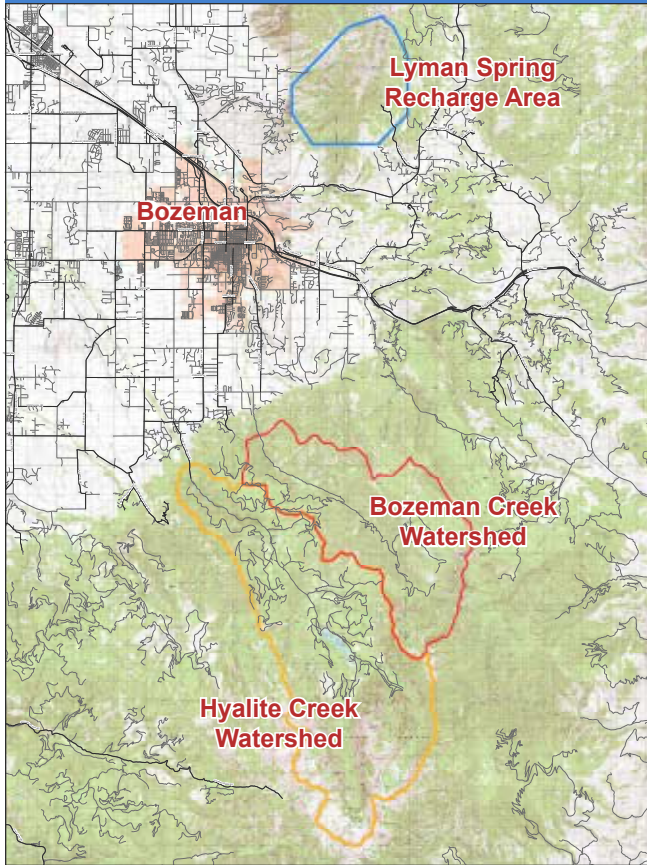 Lyman Spring
Recharge Area
Bozeman
Bozeman Creek
Watershed
Hyalite Creek
Watershed